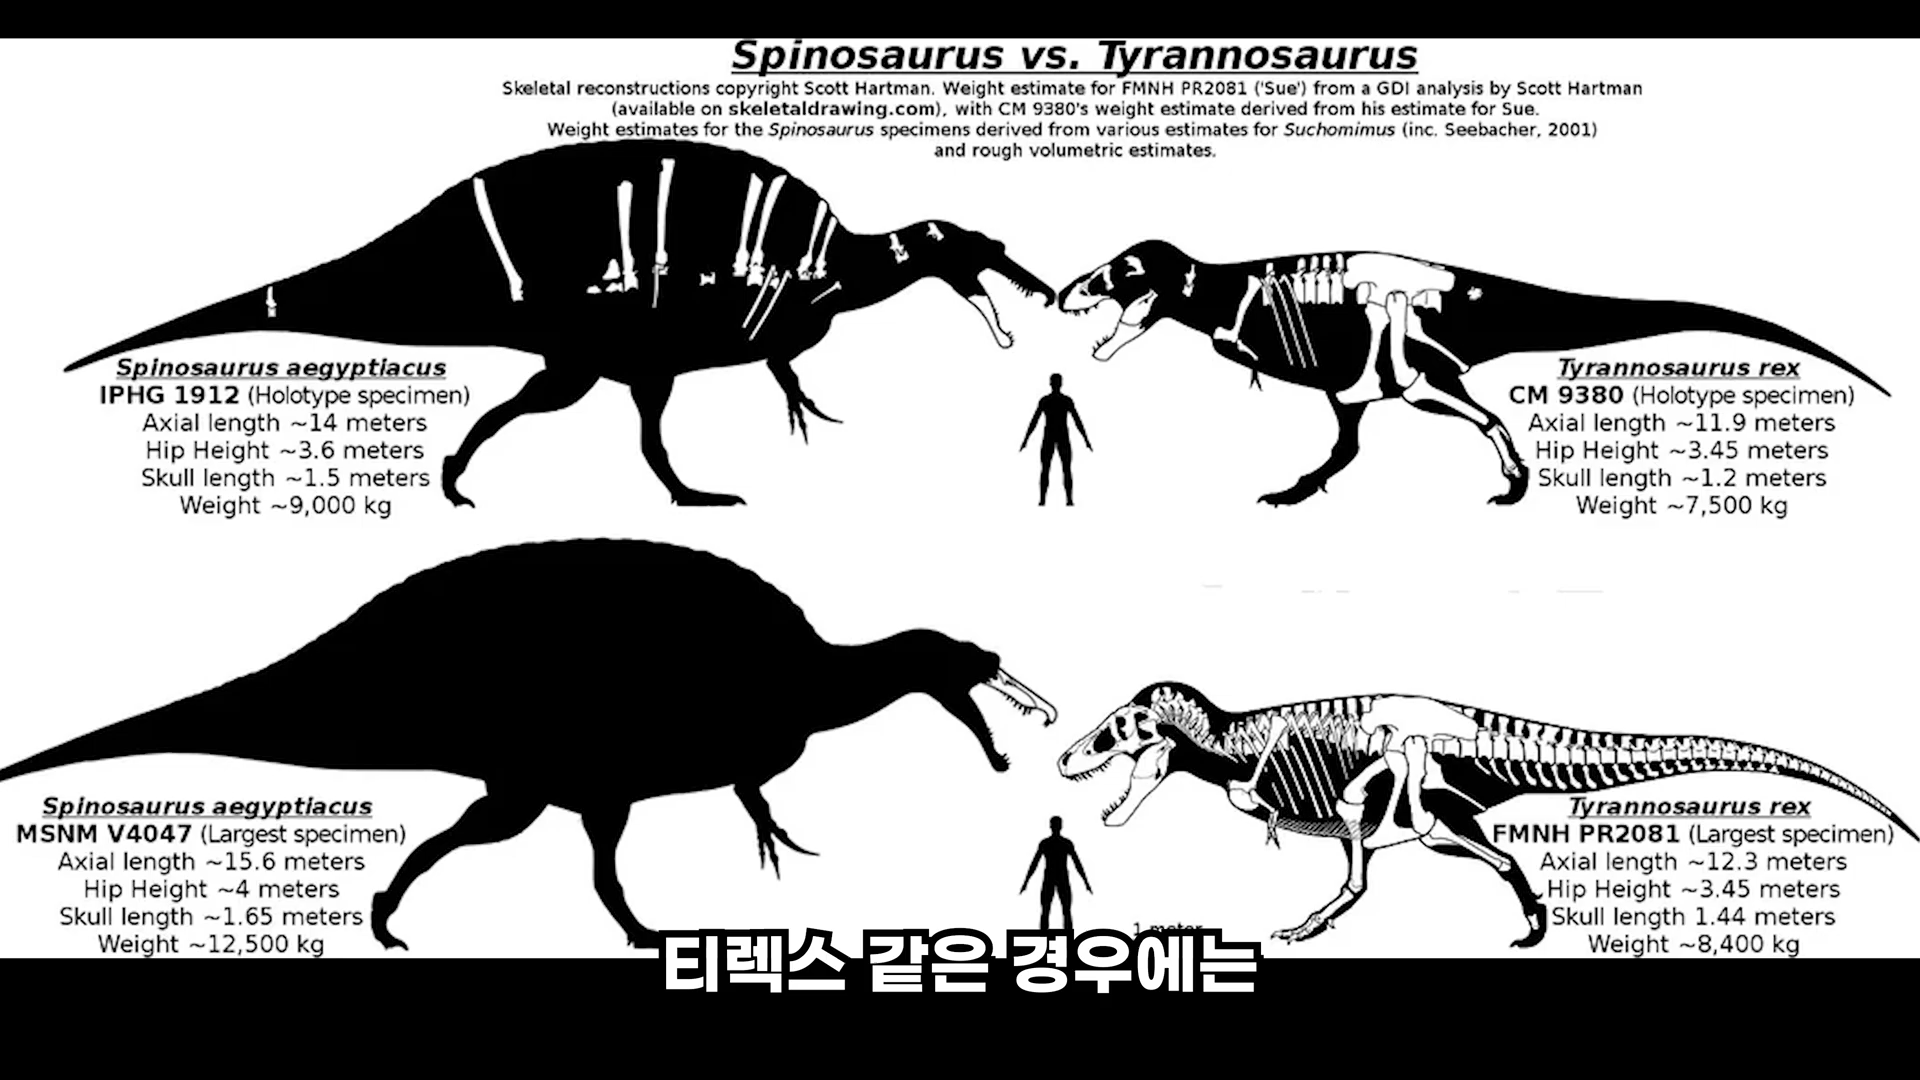 Spinosaurus vs. Tyrannosaurus
Skeletal reconstructions copyright Scott Hartman. Weight estimate for FMNH PR2081 ('Sue') from a GDI analysis by Scott Hartman
(available on skeletaldrawing.com), with CM 9380's weight estimate derived from his estimate for Sue.
Weight estimates for the Spinosaurus specimens derived from various estimates for Suchomimus (inc. Seebacher, 2001)
and rough volumetric estimates.
Spinosaurus aegyptiacus
IPHG 1912 (Holotype specimen)
Axial length ~14 meters
Hip Height ~3.6 meters
Skull length ~1.5 meters
Weight ~9,000 kg
Tyrannosaurus rex
CM 9380 (Holotype specimen)
Axial length ~11.9 meters
Hip Height ~3.45 meters
Skull length ~1.2 meters
Weight ~7,500 kg
Spinosaurus aegyptiacus
MSNM V4047 (Largest specimen)
Axial length ~15.6 meters
Hip Height ~4 meters
Skull length ~1.65 meters
Weight ~12,500 kg
Tyrannosaurus rex
FMNH PR2081 (Largest specimen)
Axial length ~12.3 meters
Hip Height ~3.45 meters
Skull length 1.44 meters
Weight ~8,400 kg
1 meter
티렉스 같은 경우에는